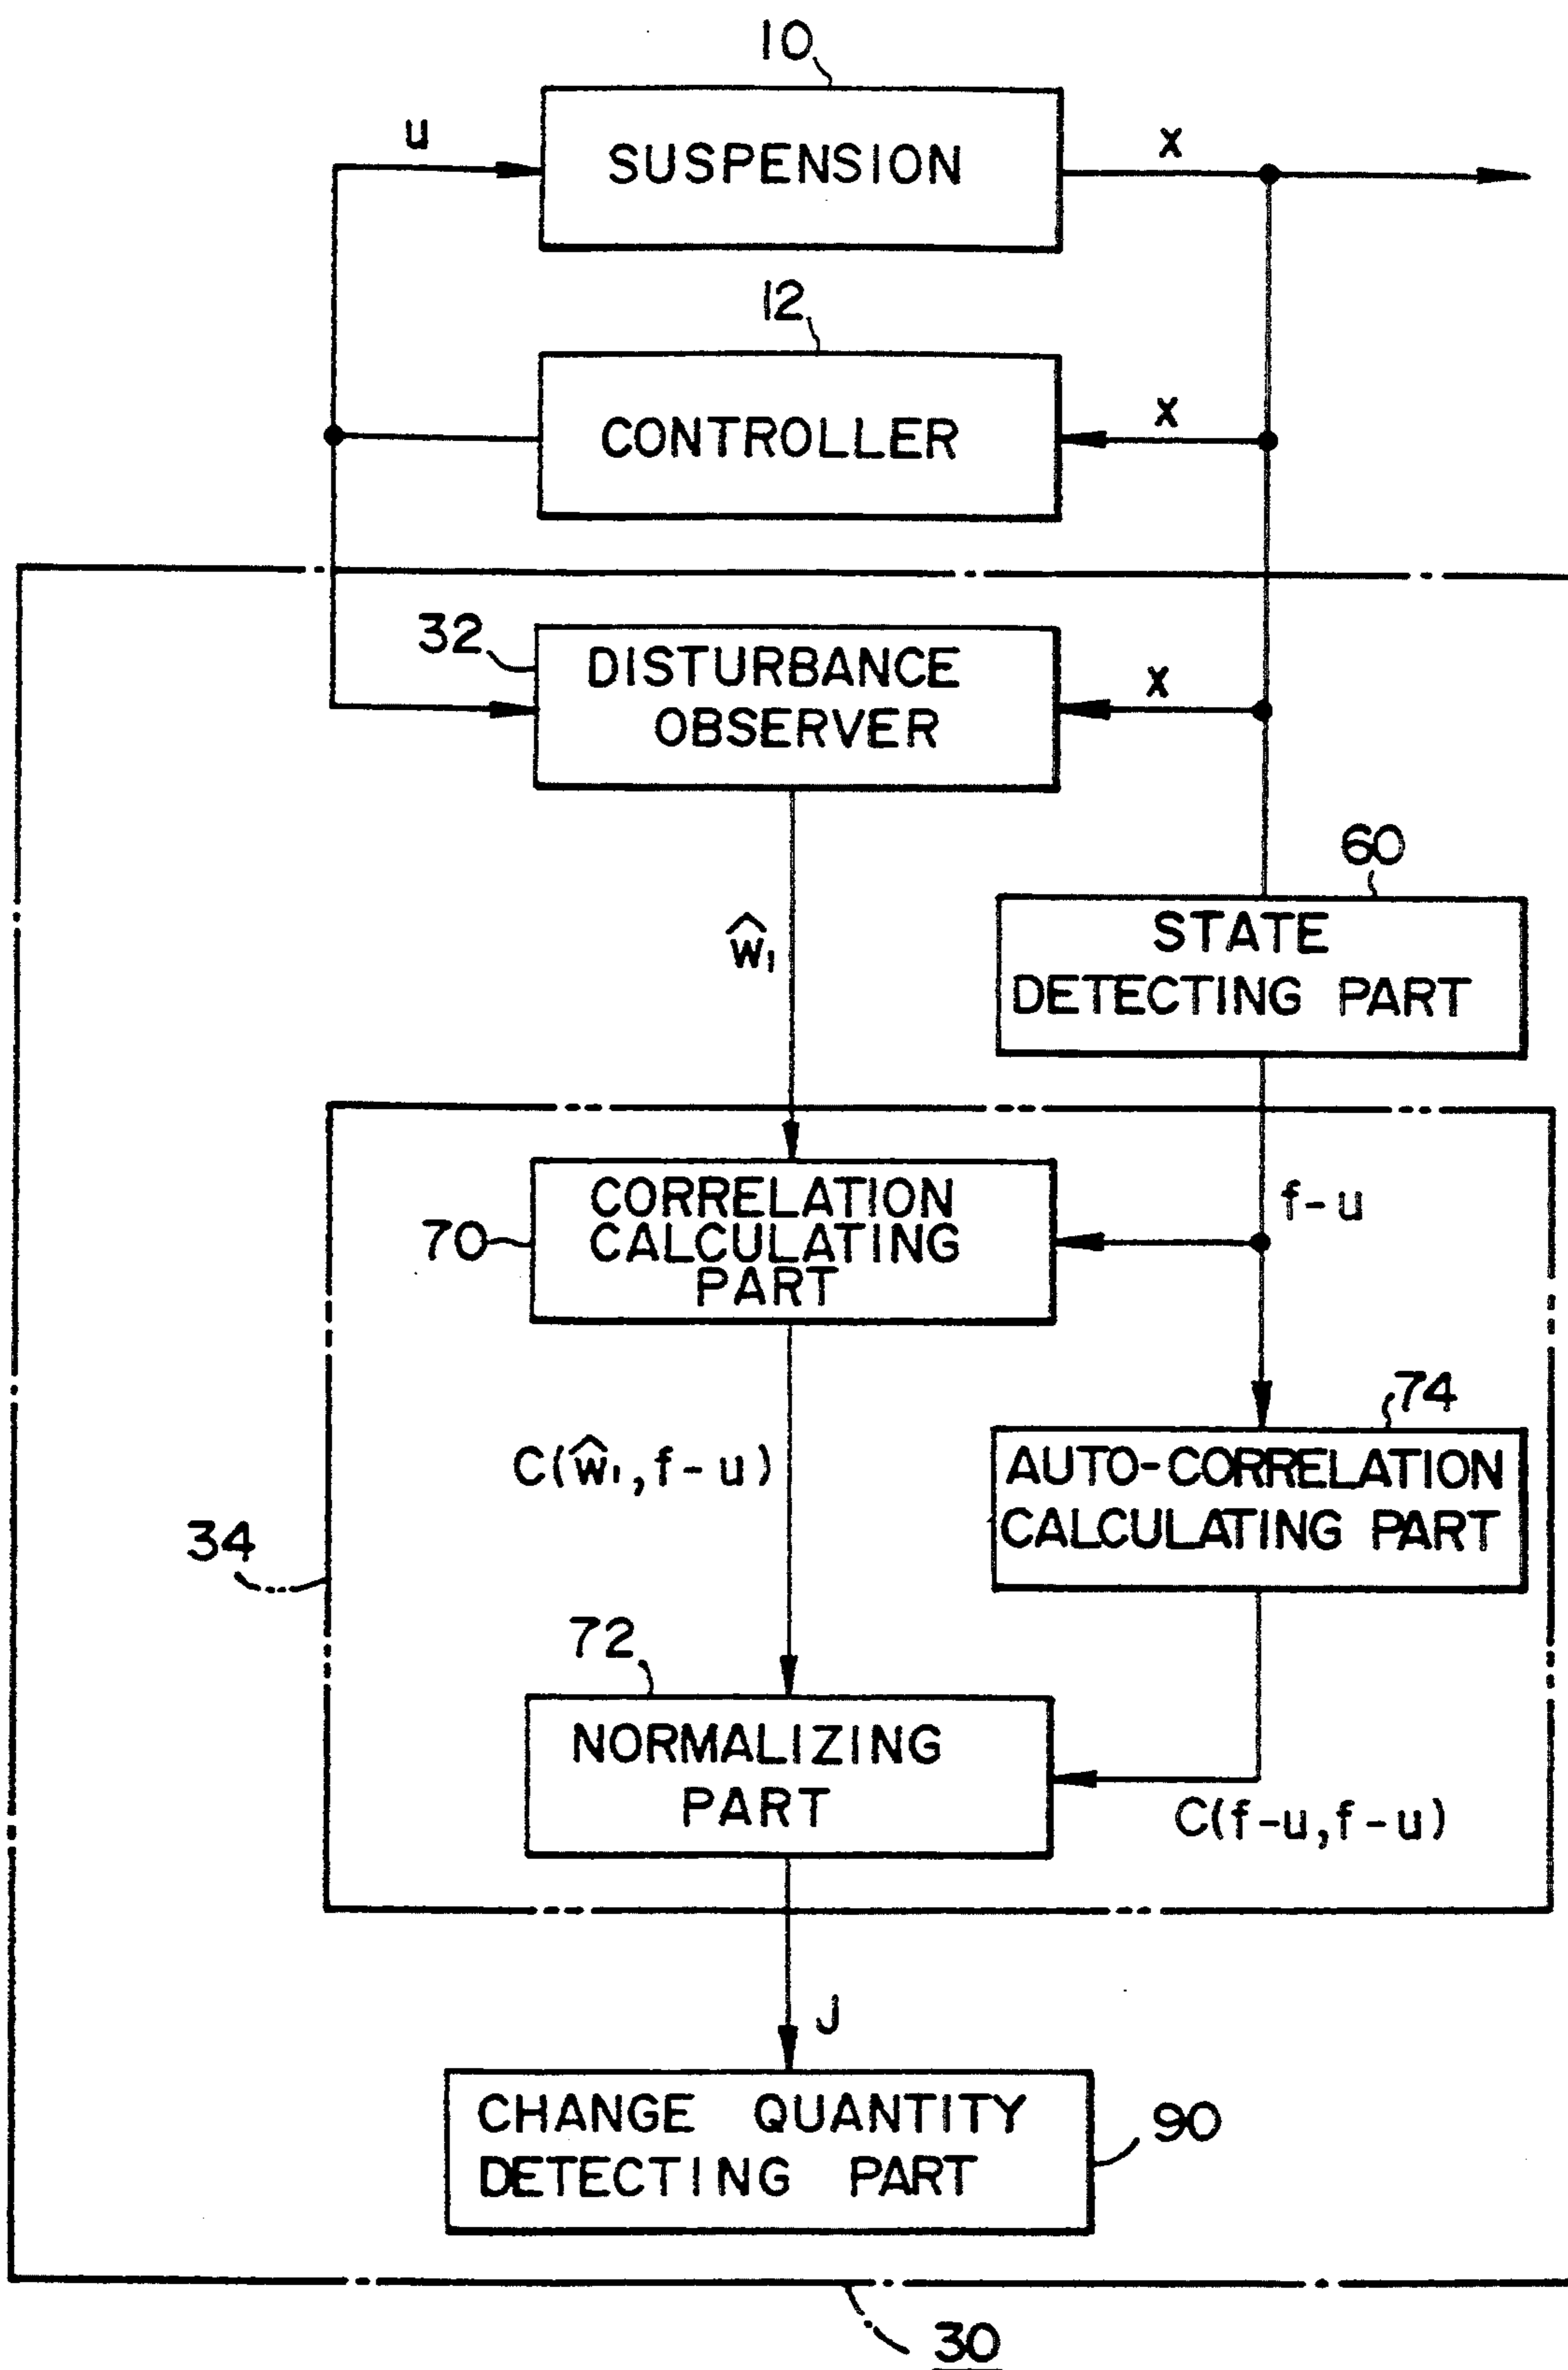 10
u
SUSPENSION
x
12
CONTROLLER
x
32
DISTURBANCE
OBSERVER
x
60
ŵ₁
STATE
DETECTING PART
70
CORRELATION
CALCULATING
PART
f-u
74
C(ŵ₁,f-u)
AUTO-CORRELATION
CALCULATING PART
34
72
NORMALIZING
PART
C(f-u,f-u)
J
CHANGE QUANTITY
DETECTING PART
90
30